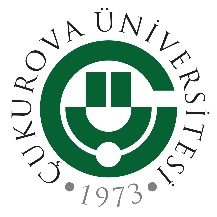 ÇUKUROVA ÜNİVERSİTESİ
• 1973 •